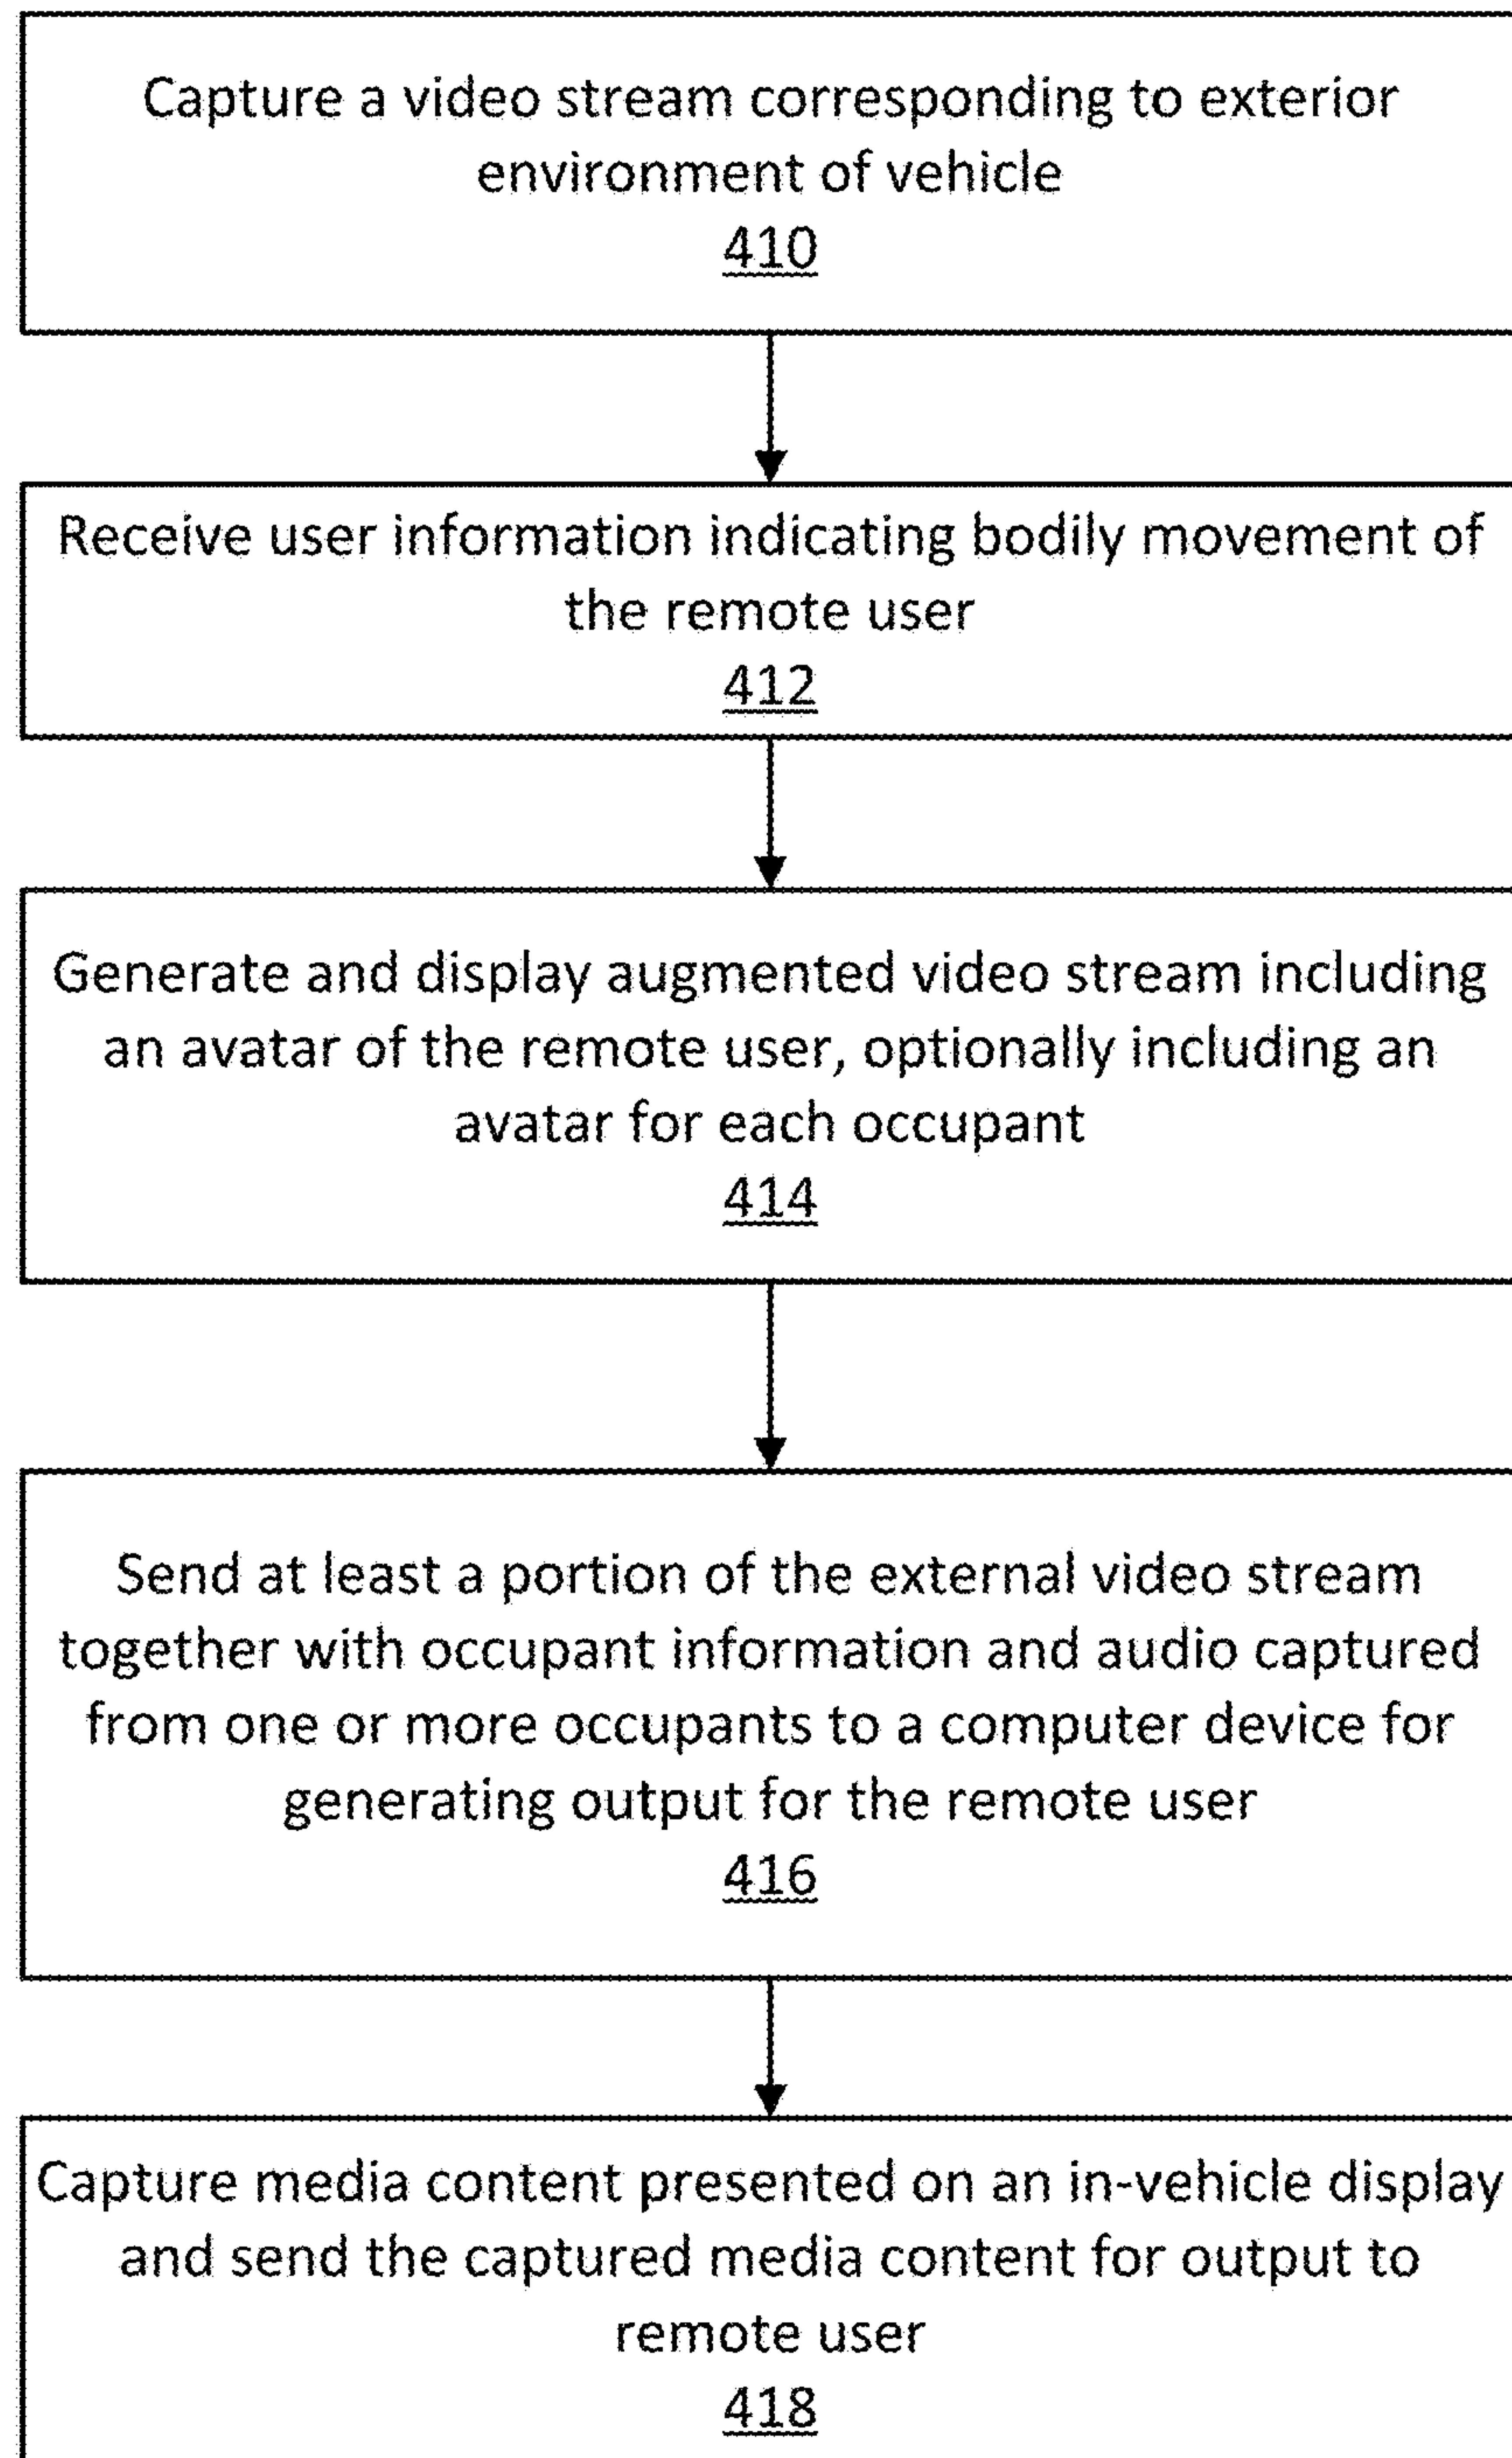 Capture a video stream corresponding to exterior
environment of vehicle
410
Receive user information indicating bodily movement of
the remote user
412
Generate and display augmented video stream including
an avatar of the remote user, optionally including an
avatar for each occupant
414
Send at least a portion of the external video stream
together with occupant information and audio captured
from one or more occupants to a computer device for
generating output for the remote user
416
Capture media content presented on an in-vehicle display
and send the captured media content for output to
remote user
418